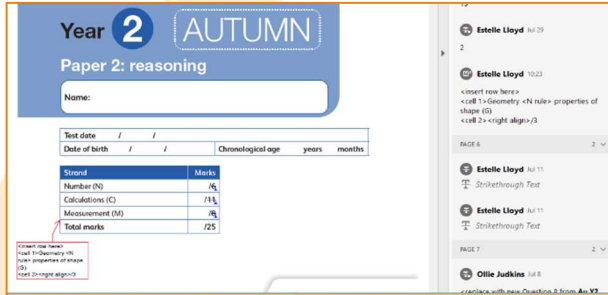 Year 2 AUTUMN
Paper 2: reasoning
Name:
Test date / /
Date of birth / / Chronological age years months
Strand Marks
Number (N)
Calculations (C) /11
Measurement (M)
Total marks /25
<insert row here>
<cell 1>Geometry <N
rule> properties of shape
(G)
<cell 2><right align>/3
Estelle Lloyd Jul 29
2
Estelle Lloyd 10:23
<insert row here>
<cell 1>Geometry <N rule> properties of
shape (G)
<cell 2><right align>/3
PAGE 6 2
Estelle Lloyd Jul 11
Strikethrough Text
Estelle Lloyd Jul 11
Strikethrough Text
PAGE 7 2
Ollie Judkins Jul 8
<replace with new Question 8 from Au Y2